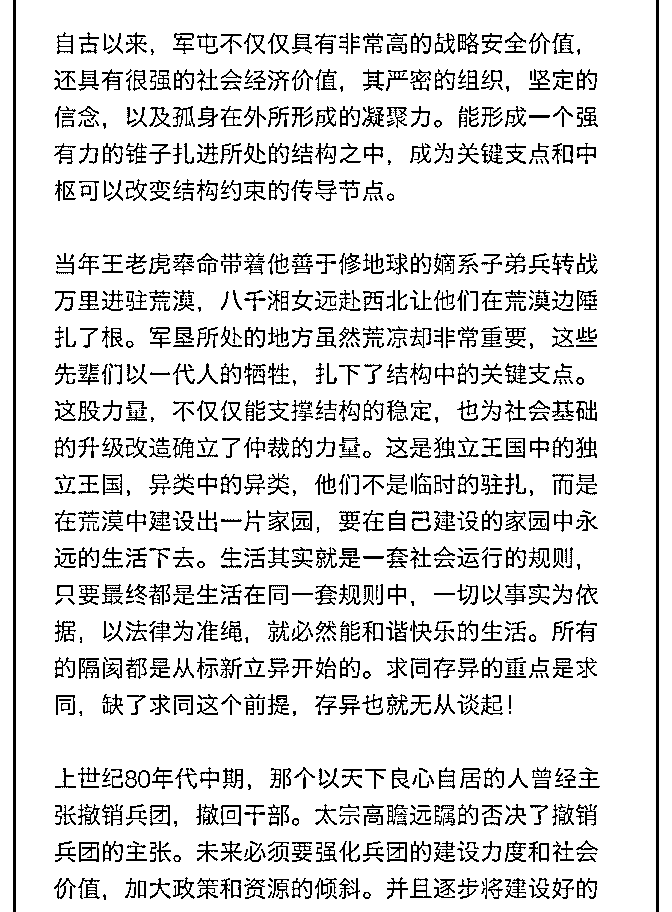 自古以来，军屯不仅仅具有非常高的战略安全价值，
还具有很强的社会经济价值，其严密的组织，坚定的
信念，以及孤身在外所形成的凝聚力。能形成一个强
有力的锥子扎进所处的结构之中，成为关键支点和中
枢可以改变结构约束的传导节点。
当年王老虎奉命带着他善于修地球的嫡系子弟兵转战
万里进驻荒漠，八千湘女远赴西北让他们在荒漠边陲
扎了根。军垦所处的地方虽然荒凉却非常重要，这些
先辈们以一代人的牺牲，扎下了结构中的关键支点。
这股力量，不仅仅能支撑结构的稳定，也为社会基础
的升级改造确立了仲裁的力量。这是独立王国中的独
立王国，异类中的异类，他们不是临时的驻扎，而是
在荒漠中建设出一片家园，要在自己建设的家园中永
远的生活下去。生活其实就是一套社会运行的规则，
只要最终都是生活在同一套规则中，一切以事实为依
据，以法律为准绳，就必然能和谐快乐的生活。所有
的隔阂都是从标新立异开始的。求同存异的重点是求
同，缺了求同这个前提，存异也就无从谈起！
上世纪80年代中期，那个以天下良心自居的人曾经主
张撤销兵团，撤回干部。太宗高瞻远瞩的否决了撤销
兵团的主张。未来必须要强化兵团的建设力度和社会
价值，加大政策和资源的倾斜。并且逐步将建设好的